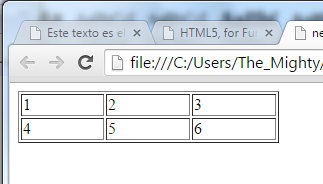 Este texto es el
HTML5, for Fu
ne
file:///C:/Users/The_Mighty/
1 2 3
4 5 6